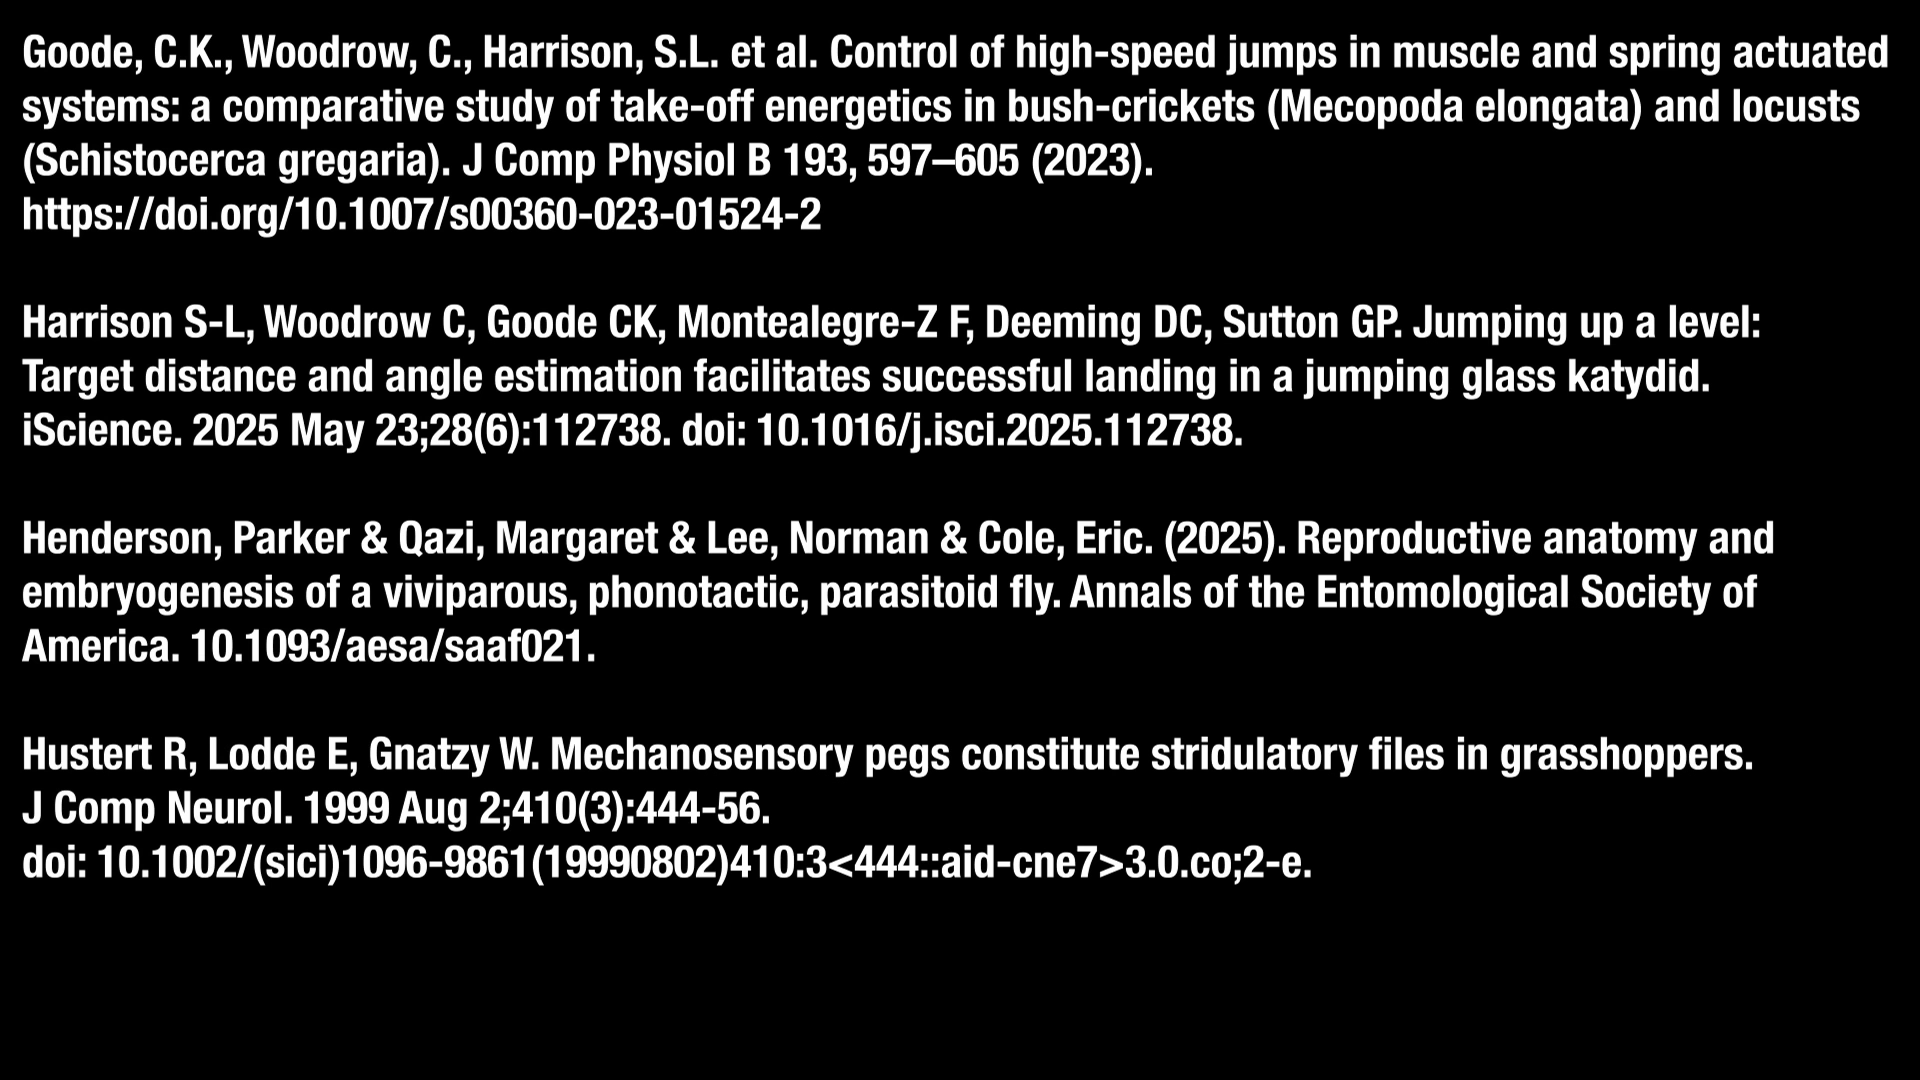 Goode, C.K., Woodrow, C., Harrison, S.L. et al. Control of high-speed jumps in muscle and spring actuated
systems: a comparative study of take-off energetics in bush-crickets (Mecopoda elongata) and locusts
(Schistocerca gregaria). J Comp Physiol B 193, 597–605 (2023).
https://doi.org/10.1007/s00360-023-01524-2
Harrison S-L, Woodrow C, Goode CK, Montealegre-Z F, Deeming DC, Sutton GP. Jumping up a level:
Target distance and angle estimation facilitates successful landing in a jumping glass katydid.
iScience. 2025 May 23;28(6):112738. doi: 10.1016/j.isci.2025.112738.
Henderson, Parker & Qazi, Margaret & Lee, Norman & Cole, Eric. (2025). Reproductive anatomy and
embryogenesis of a viviparous, phonotactic, parasitoid fly. Annals of the Entomological Society of
America. 10.1093/aesa/saaf021.
Hustert R, Lodde E, Gnatzy W. Mechanosensory pegs constitute stridulatory files in grasshoppers.
J Comp Neurol. 1999 Aug 2;410(3):444-56.
doi: 10.1002/(sici)1096-9861(19990802)410:3<444::aid-cne7>3.0.co;2-e.